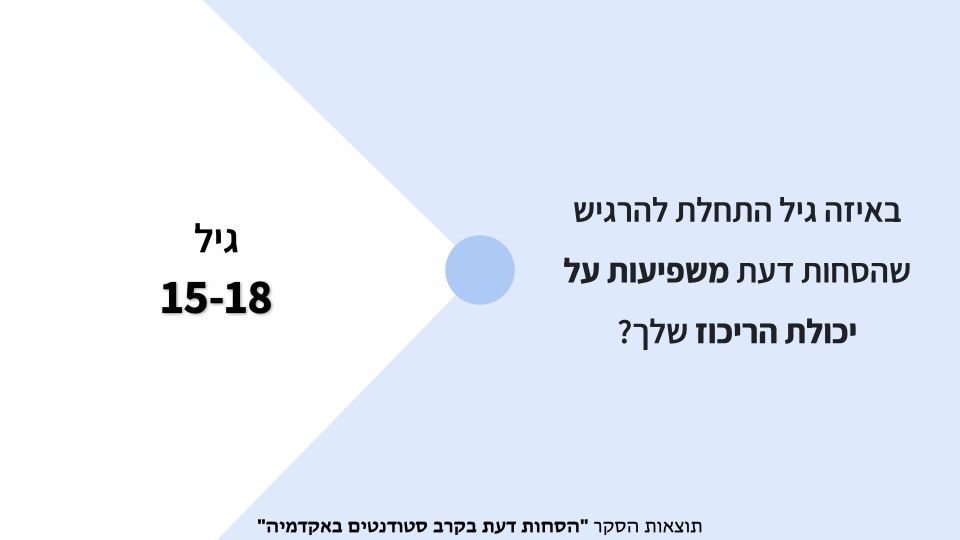 באיזה גיל התחלת להרגיש
שהסחות דעת משפיעות על
יכולת הריכוז שלך?
גיל
15-18
תוצאות הסקר "הסחות דעת בקרב סטודנטים באקדמיה"